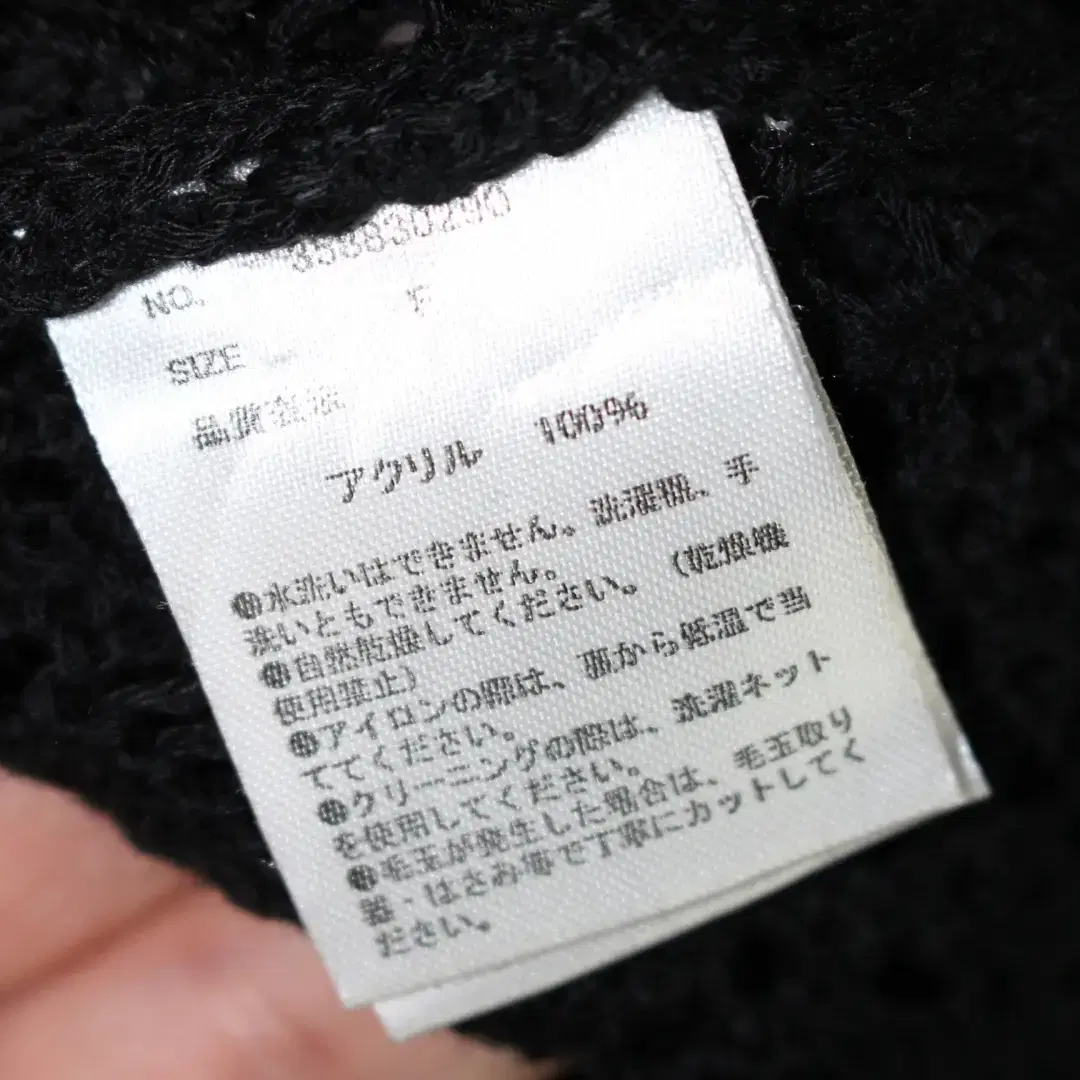 NO. 3538830290
SIZE F
品質表示
アクリル 100%
●水洗いはできません。洗濯機、手
洗いともできません。
●自然乾燥してください。(乾燥機
使用禁止)
●アイロンの際は、裏から低温で当
ててください。
●クリーニングの際は、洗濯ネット
を使用してください。
●毛玉が発生した場合は、毛玉取り
器・はさみ等で丁寧にカットしてく
ださい。